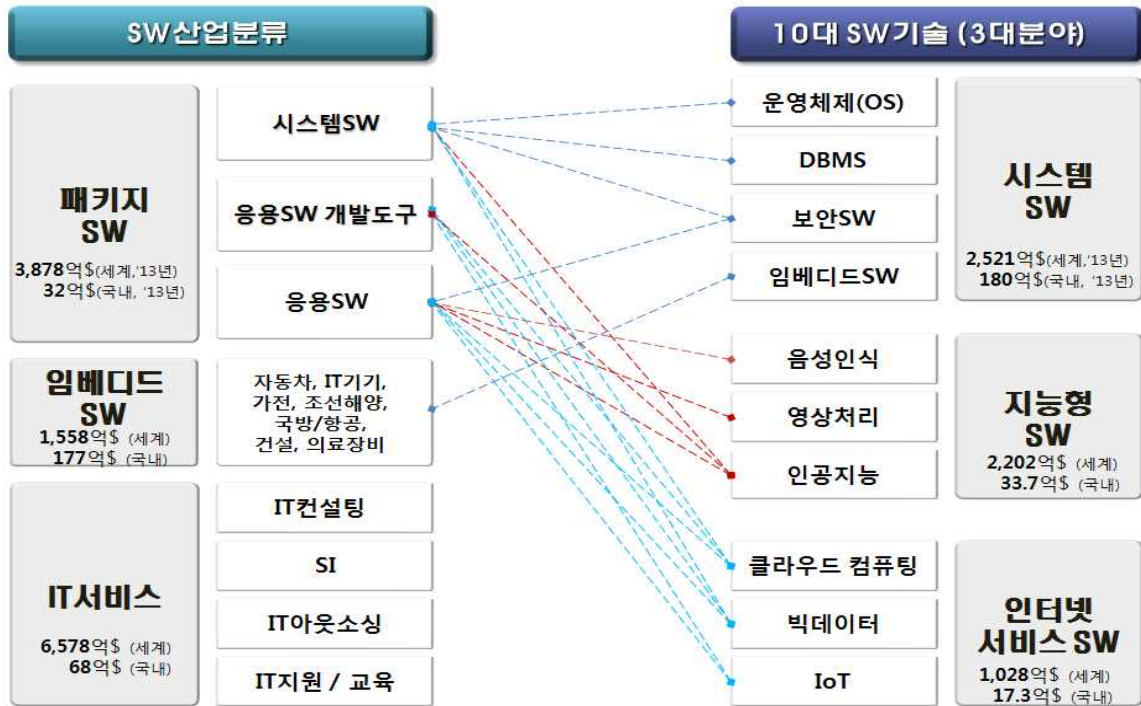 SW산업분류
패키지
SW
3,878억$(세계,'13년)
32억$(국내, '13년)
시스템SW
응용SW 개발도구
응용SW
임베디드
SW
1,558억$ (세계)
177억$ (국내)
자동차, IT기기,
가전, 조선해양,
국방/항공,
건설, 의료장비
IT서비스
6,578억$ (세계)
68억$ (국내)
IT컨설팅
SI
IT아웃소싱
IT지원 / 교육
10대 SW기술 (3대분야)
운영체제(OS)
DBMS
보안SW
임베디드SW
시스템
SW
2,521억$(세계,'13년)
180억$(국내, '13년)
음성인식
영상처리
인공지능
지능형
SW
2,202억$ (세계)
33.7억$ (국내)
클라우드 컴퓨팅
빅데이터
IoT
인터넷
서비스 SW
1,028억$ (세계)
17.3억$ (국내)